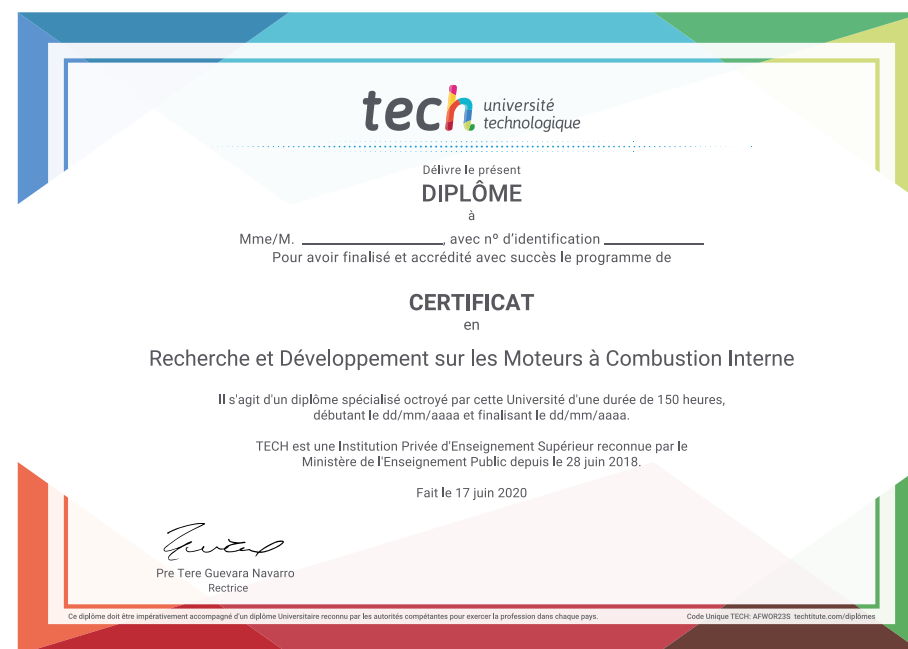 tech université
technologique
Délivre le présent
DIPLÔME
à
Mme/M. ____________________, avec nº d'identification ______________
Pour avoir finalisé et accrédité avec succès le programme de
CERTIFICAT
en
Recherche et Développement sur les Moteurs à Combustion Interne
Il s'agit d'un diplôme spécialisé octroyé par cette Université d'une durée de 150 heures,
débutant le dd/mm/aaaa et finalisant le dd/mm/aaaa.
TECH est une Institution Privée d'Enseignement Supérieur reconnue par le
Ministère de l'Enseignement Public depuis le 28 juin 2018.
Fait le 17 juin 2020
Pre Tere Guevara Navarro
Rectrice
Ce diplôme doit être impérativement accompagné d'un diplôme Universitaire reconnu par les autorités compétantes pour exercer la profession dans chaque pays.
Code Unique TECH: AFWOR23S techtitute.com/diplômes